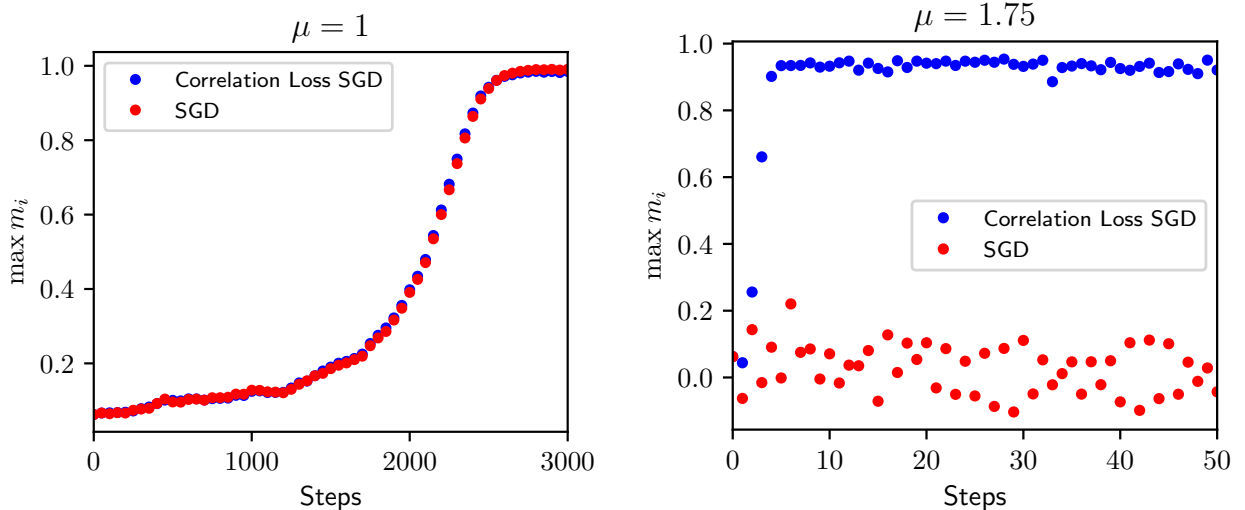 μ = 1
1.0
0.8
0.6
0.4
0.2
max m_i
0
1000
2000
3000
Steps
Correlation Loss SGD
SGD
μ = 1.75
1.0
0.8
0.6
0.4
0.2
0.0
max m_i
0
10
20
30
40
50
Steps
Correlation Loss SGD
SGD